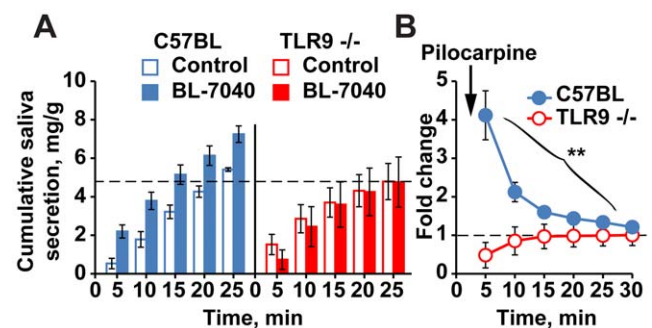 A
C57BL TLR9 -/-
Control Control
BL-7040 BL-7040
Cumulative saliva
secretion, mg/g
10
8
6
4
2
0
0 5 10 15 20 25 0 5 10 15 20 25
Time, min
B
Pilocarpine
C57BL
TLR9 -/-
**
Fold change
5
4
3
2
1
0
0 5 10 15 20 25 30
Time, min